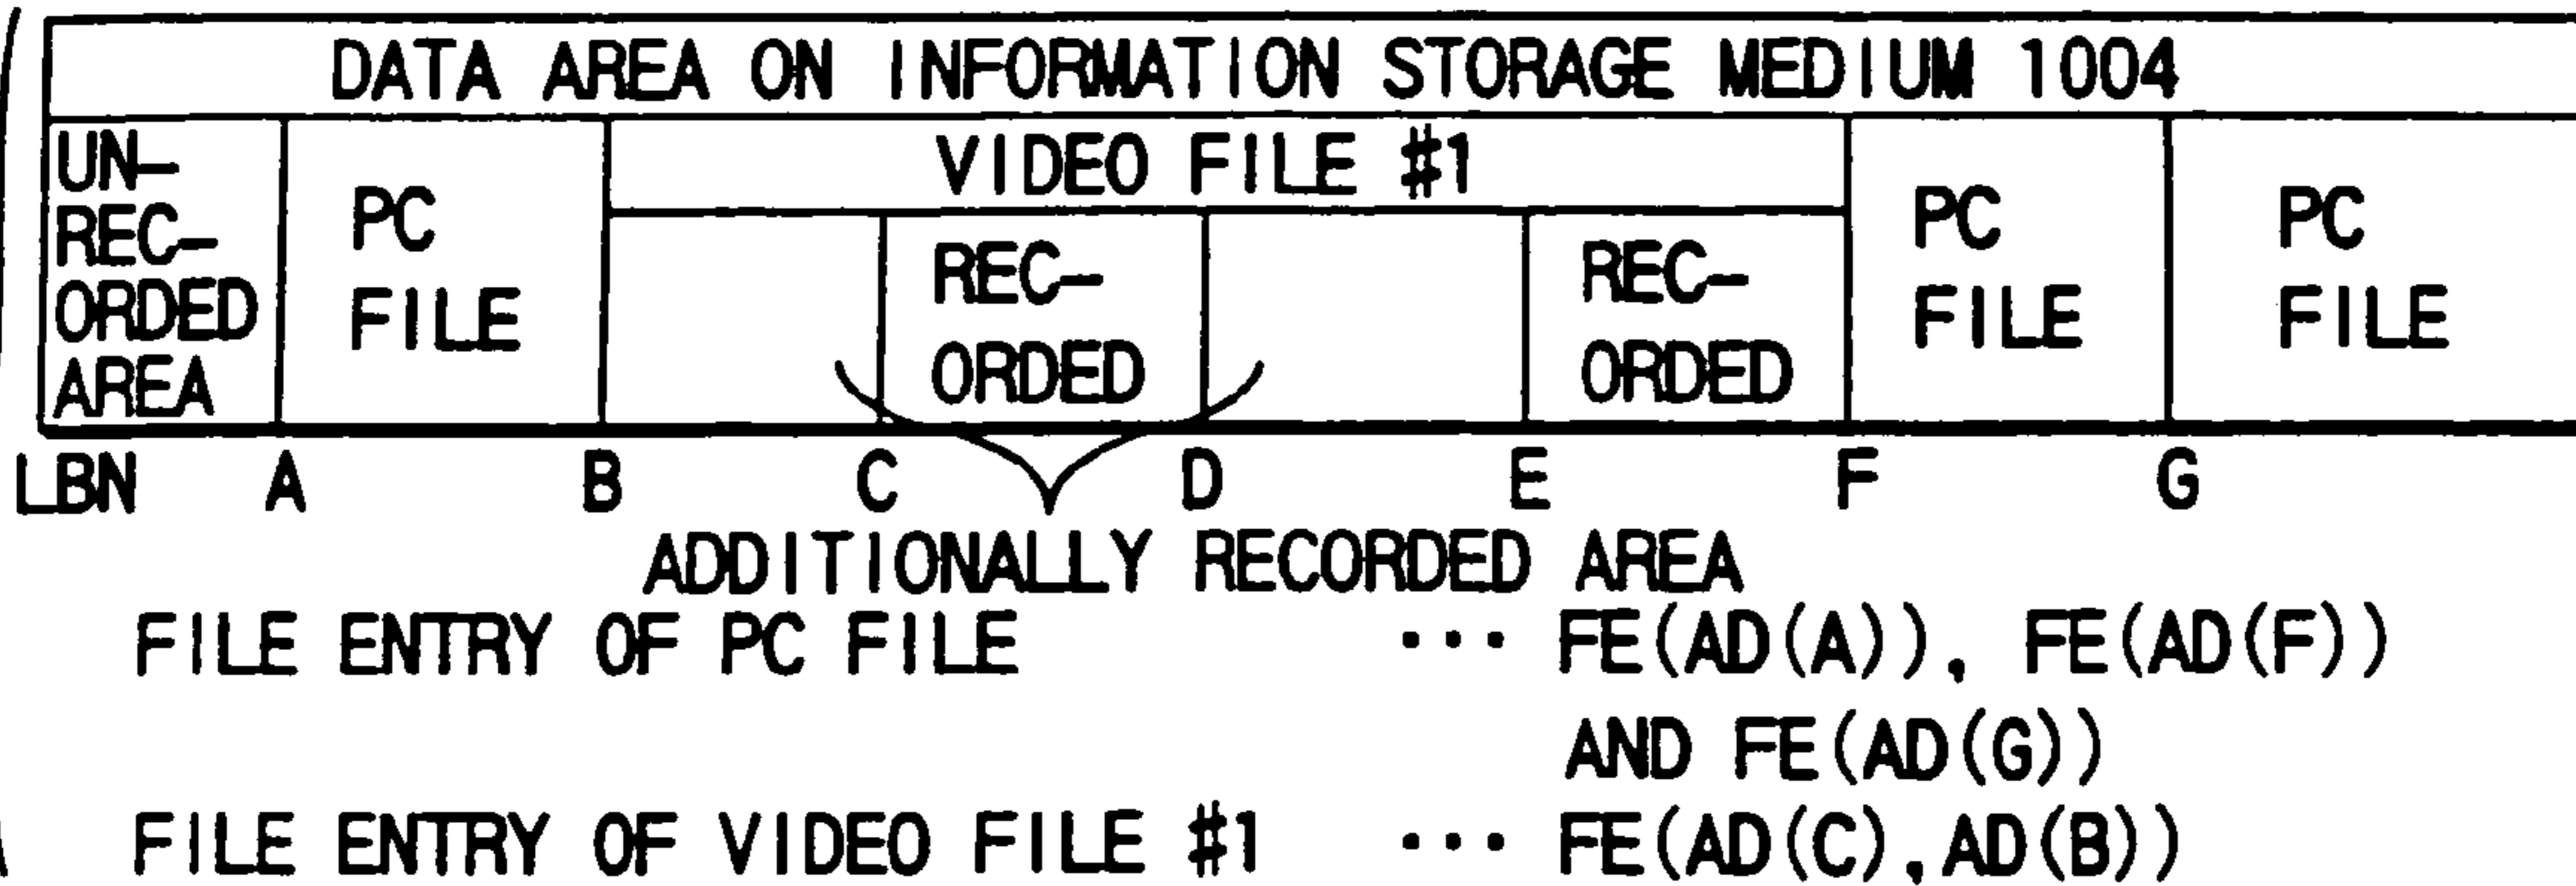 DATA AREA ON INFORMATION STORAGE MEDIUM 1004
UN-
REC-
ORDED
AREA
PC
FILE
VIDEO FILE #1
REC-
ORDED
REC-
ORDED
PC
FILE
PC
FILE
LBN A B C D E F G
ADDITIONALLY RECORDED AREA
FILE ENTRY OF PC FILE ... FE(AD(A)), FE(AD(F))
AND FE(AD(G))
FILE ENTRY OF VIDEO FILE #1 ... FE(AD(C),AD(B))